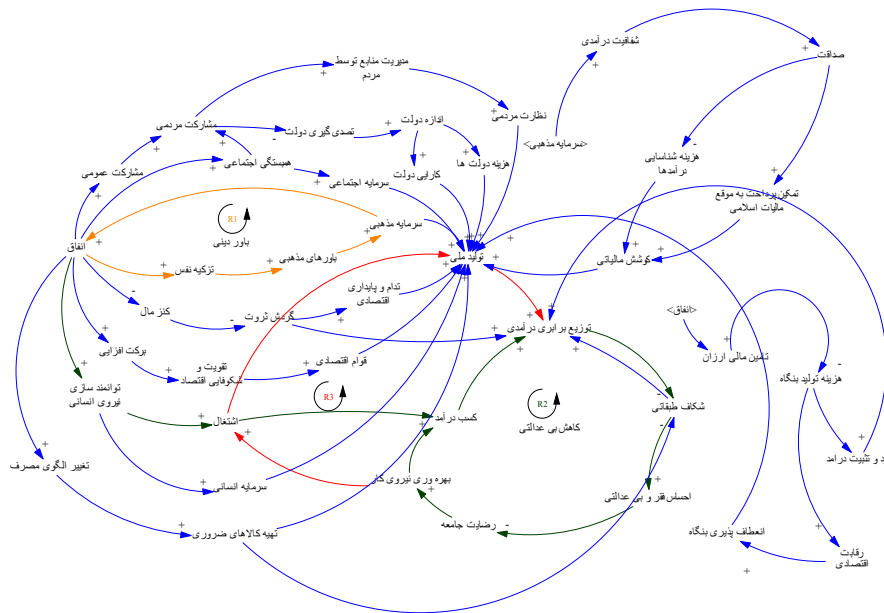 شفافیت درآمدی
صداقت
مدیریت منابع توسط
مردم
نظارت مردمی
<سرمایه مذهبی>
اندازه دولت
مشارکت مردمی
تصدی گیری دولت
هزینه شناسایی
درآمدها
هزینه دولت ها
کارایی دولت
همبستگی اجتماعی
مشارکت عمومی
سرمایه اجتماعی
تمکین پرداخت به موقع
مالیات اسلامی
سرمایه مذهبی
R1
باور دینی
انفاق
تولید ملی
کوشش مالیاتی
باورهای مذهبی
تزکیه نفس
تدام و پایداری
اقتصادی
کنز مال
گردش ثروت
<انفاق>
توزیع برابری درآمدی
برکت افزایی
قوام اقتصادی
تامین مالی ارزان
تقویت و
شکوفایی اقتصاد
هزینه تولید بنگاه
توانمند سازی
نیروی انسانی
R3
R2
شکاف طبقاتی
اشتغال
کسب درآمد
کاهش بی عدالتی
د و تثبیت درامد
تغییر الگوی مصرف
سرمایه انسانی
بهره وری نیروی کار
احساس فقر و بی عدالتی
تهیه کالاهای ضروری
رضایت جامعه
انعطاف پذیری بنگاه
رقابت
اقتصادی